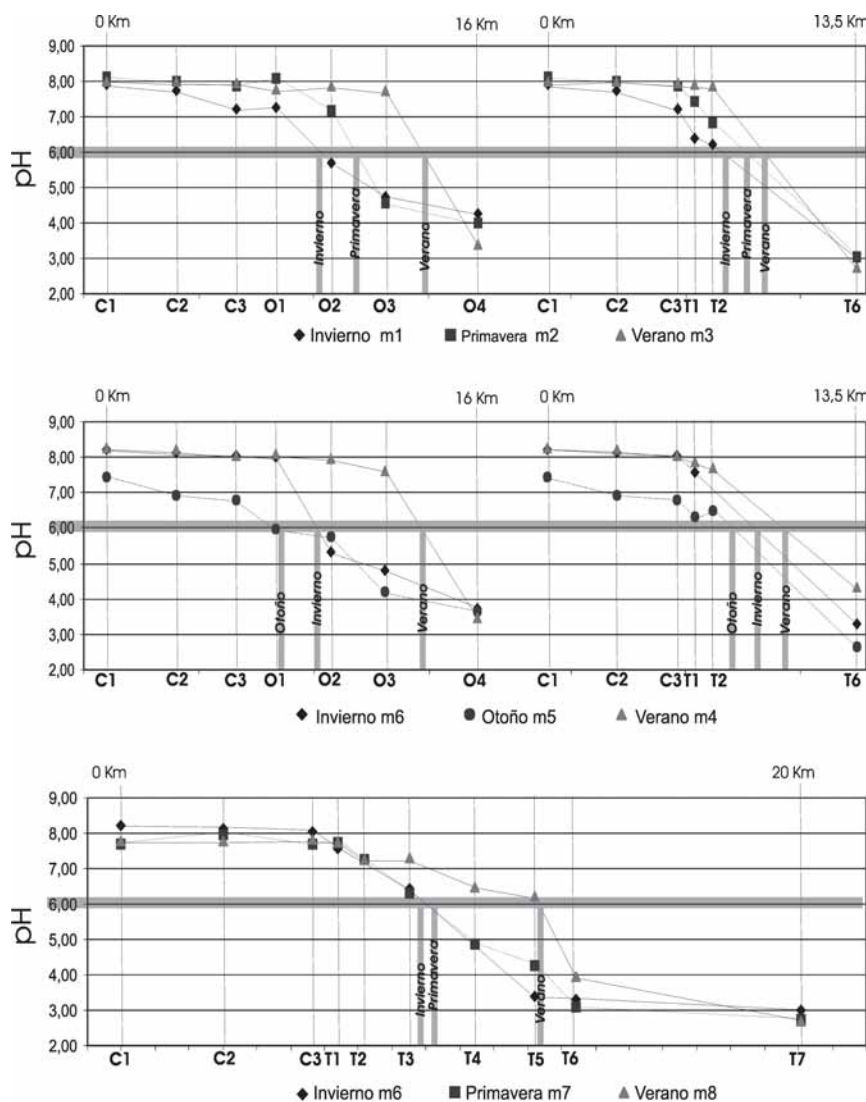 0 Km 16 Km 0 Km 13,5 Km
9,00
8,00
7,00
6,00
5,00
4,00
3,00
2,00
pH
Invierno Primavera Verano Invierno Primavera Verano
C1 C2 C3 O1 O2 O3 O4 C1 C2 C3 T1 T2 T6
Invierno m1 Primavera m2 Verano m3
0 Km 16 Km 0 Km 13,5 Km
9,00
8,00
7,00
6,00
5,00
4,00
3,00
2,00
pH
Otoño Invierno Verano Otoño Invierno Verano
C1 C2 C3 O1 O2 O3 O4 C1 C2 C3 T1 T2 T6
Invierno m6 Otoño m5 Verano m4
0 Km 20 Km
9,00
8,00
7,00
6,00
5,00
4,00
3,00
2,00
pH
Invierno Primavera Verano
C1 C2 C3 T1 T2 T3 T4 T5 T6 T7
Invierno m6 Primavera m7 Verano m8